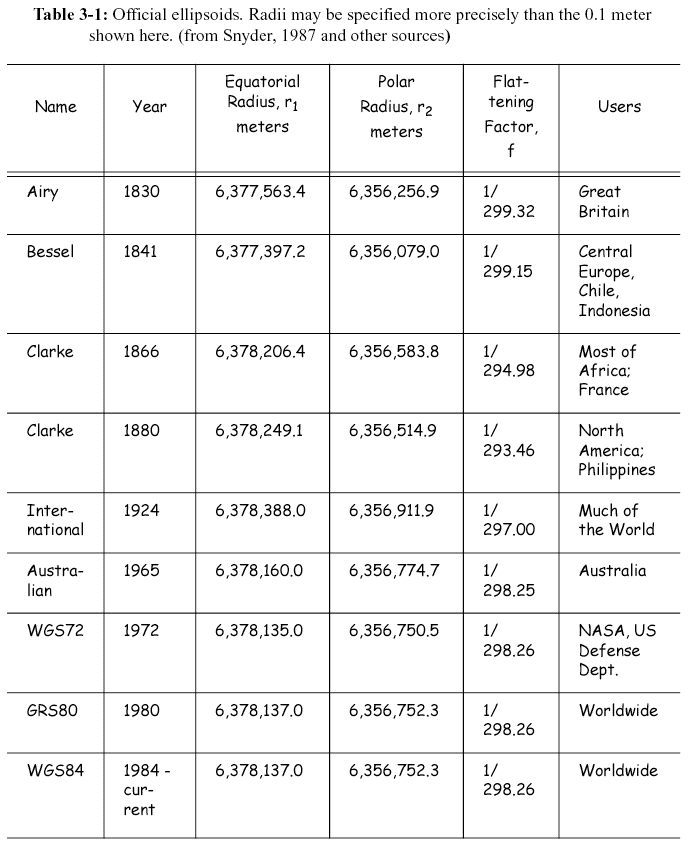 Table 3-1: Official ellipsoids. Radii may be specified more precisely than the 0.1 meter
shown here. (from Snyder, 1987 and other sources)
Name
Year
Equatorial
Radius, r1
meters
Polar
Radius, r2
meters
Flat-
tening
Factor,
f
Users
Airy
1830
6,377,563.4
6,356,256.9
1/
299.32
Great
Britain
Bessel
1841
6,377,397.2
6,356,079.0
1/
299.15
Central
Europe,
Chile,
Indonesia
Clarke
1866
6,378,206.4
6,356,583.8
1/
294.98
Most of
Africa;
France
Clarke
1880
6,378,249.1
6,356,514.9
1/
293.46
North
America;
Philippines
Inter-
national
1924
6,378,388.0
6,356,911.9
1/
297.00
Much of
the World
Austra-
lian
1965
6,378,160.0
6,356,774.7
1/
298.25
Australia
WGS72
1972
6,378,135.0
6,356,750.5
1/
298.26
NASA, US
Defense
Dept.
GRS80
1980
6,378,137.0
6,356,752.3
1/
298.26
Worldwide
WGS84
1984 -
cur-
rent
6,378,137.0
6,356,752.3
1/
298.26
Worldwide